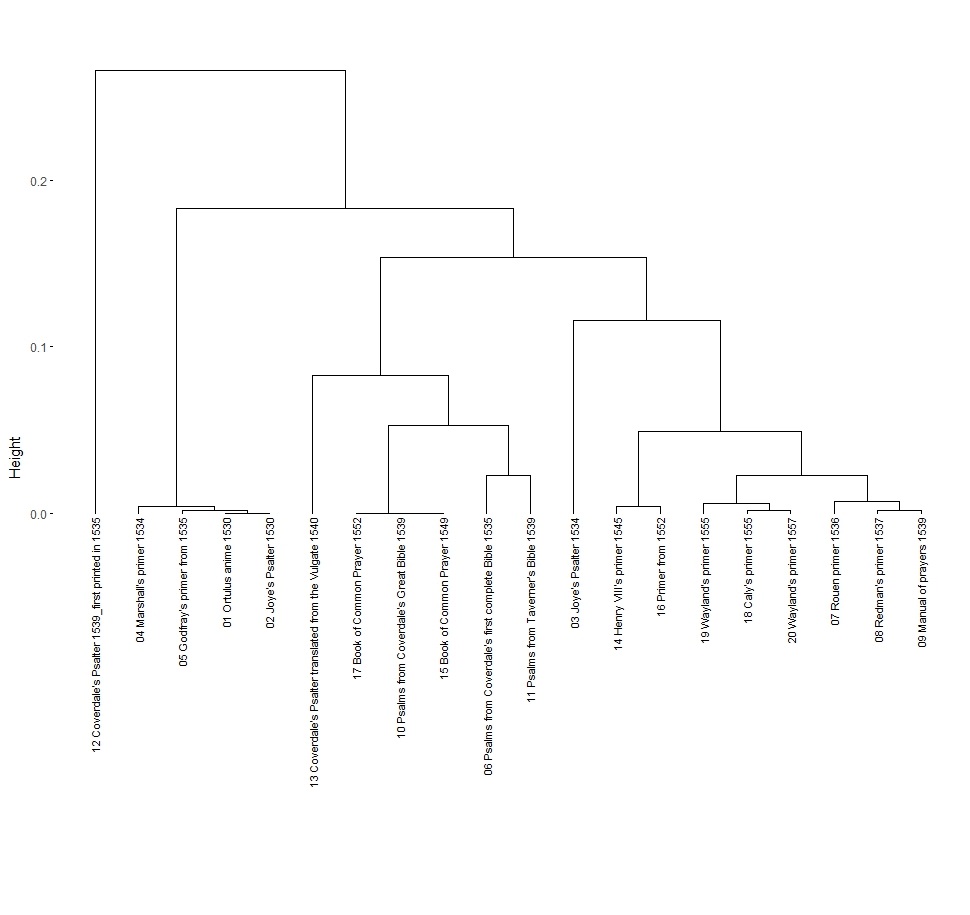 0.2
0.1
0.0
Height
12 Coverdale's Psalter 1539_first printed in 1535
04 Marshall's primer 1534
05 Godfray's primer from 1535
01 Ortulus anime 1530
02 Joye's Psalter 1530
13 Coverdale's Psalter translated from the Vulgate 1540
17 Book of Common Prayer 1552
10 Psalms from Coverdale's Great Bible 1539
15 Book of Common Prayer 1549
06 Psalms from Coverdale's first complete Bible 1535
11 Psalms from Taverner's Bible 1539
03 Joye's Psalter 1534
14 Henry VIII's primer 1545
16 Primer from 1552
19 Wayland's primer 1555
18 Caly's primer 1555
20 Wayland's primer 1557
07 Rouen primer 1536
08 Redman's primer 1537
09 Manual of prayers 1539